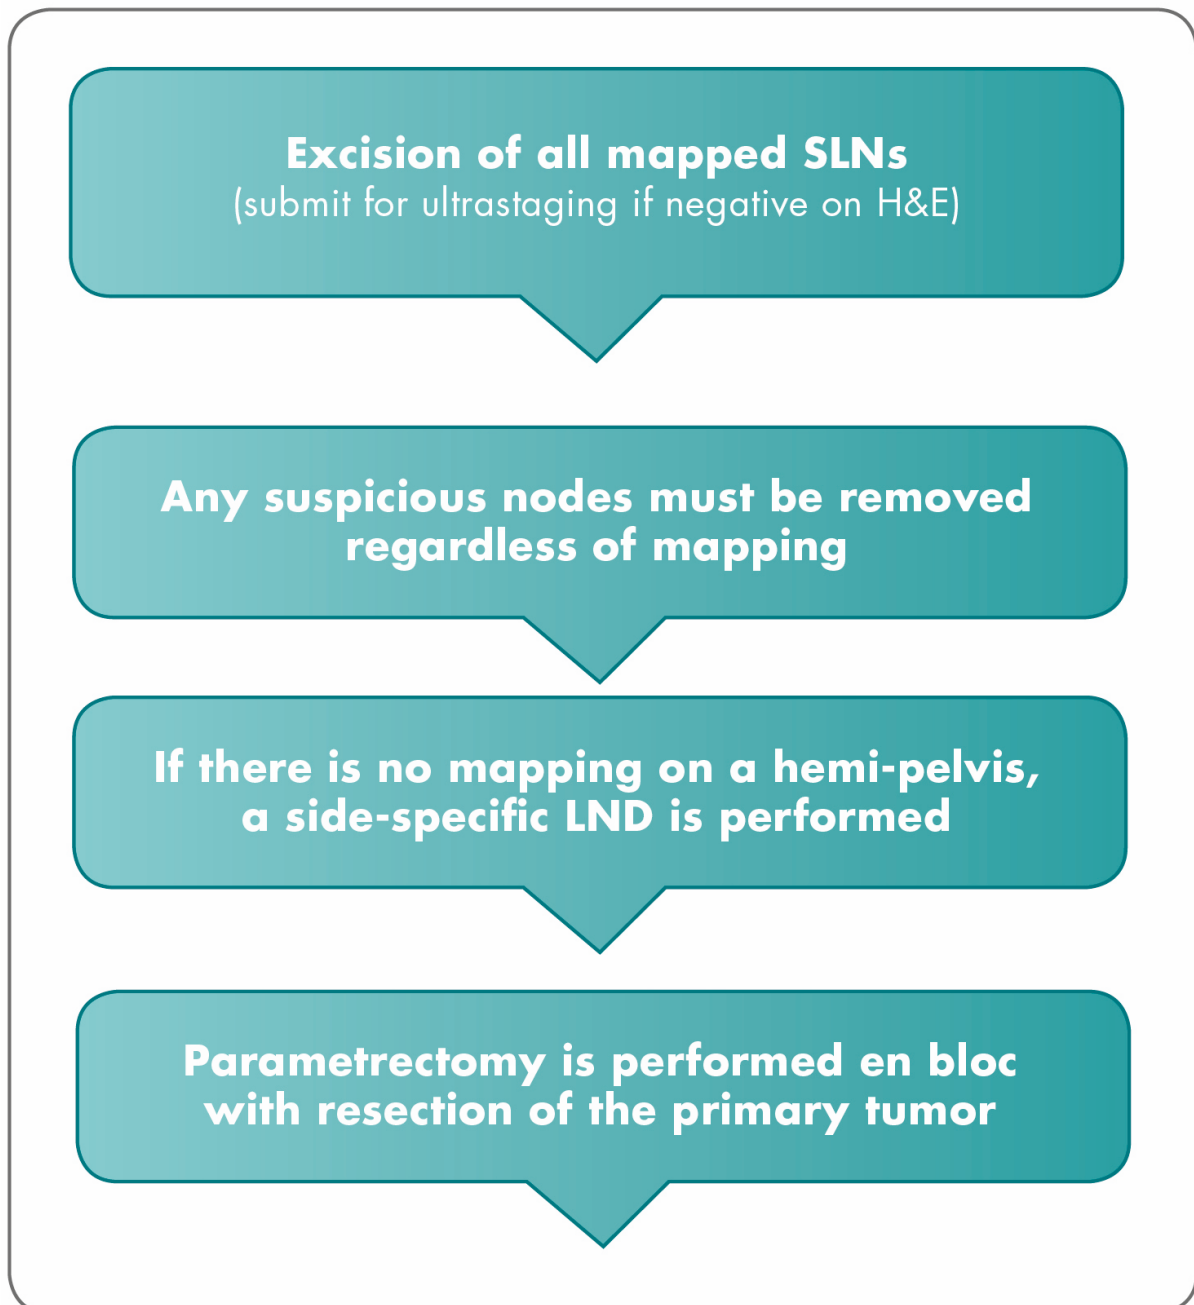 Excision of all mapped SLNs
(submit for ultrastaging if negative on H&E)
Any suspicious nodes must be removed
regardless of mapping
If there is no mapping on a hemi-pelvis,
a side-specific LND is performed
Parametrectomy is performed en bloc
with resection of the primary tumor